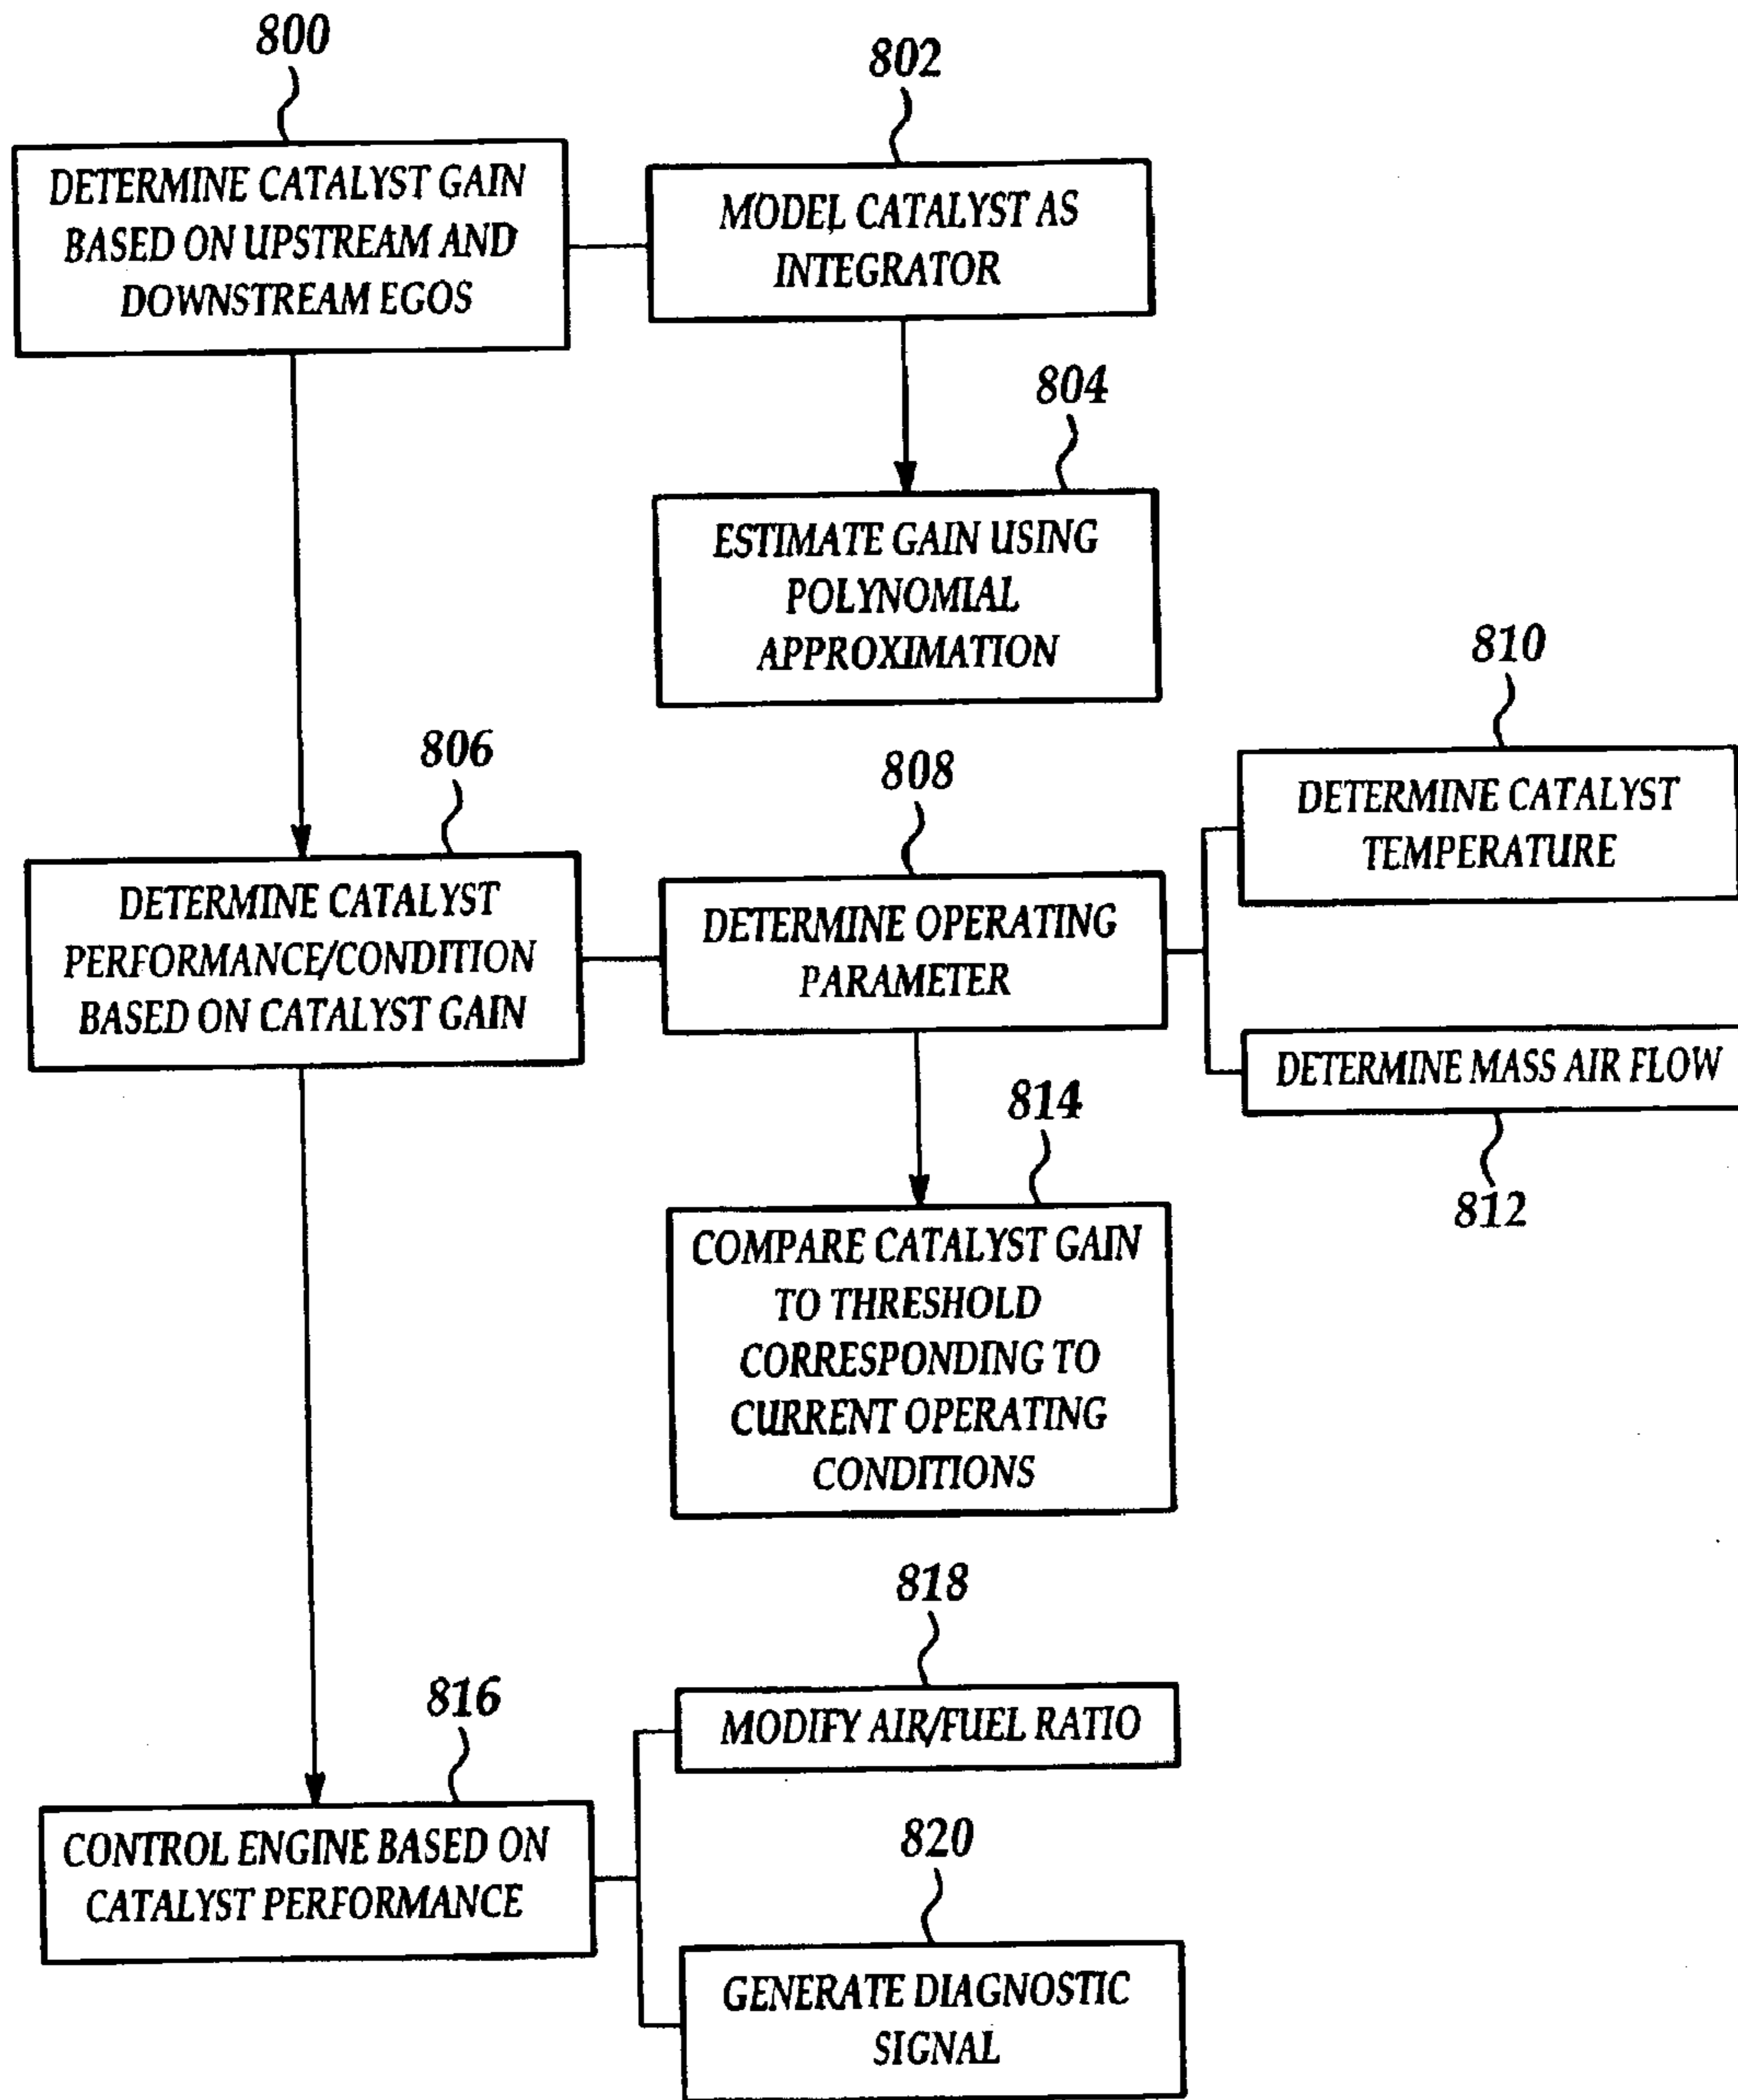 800
DETERMINE CATALYST GAIN
BASED ON UPSTREAM AND
DOWNSTREAM EGOS
802
MODEL CATALYST AS
INTEGRATOR
804
ESTIMATE GAIN USING
POLYNOMIAL
APPROXIMATION
806
DETERMINE CATALYST
PERFORMANCE/CONDITION
BASED ON CATALYST GAIN
808
DETERMINE OPERATING
PARAMETER
810
DETERMINE CATALYST
TEMPERATURE
DETERMINE MASS AIR FLOW
812
814
COMPARE CATALYST GAIN
TO THRESHOLD
CORRESPONDING TO
CURRENT OPERATING
CONDITIONS
816
CONTROL ENGINE BASED ON
CATALYST PERFORMANCE
818
MODIFY AIR/FUEL RATIO
820
GENERATE DIAGNOSTIC
SIGNAL